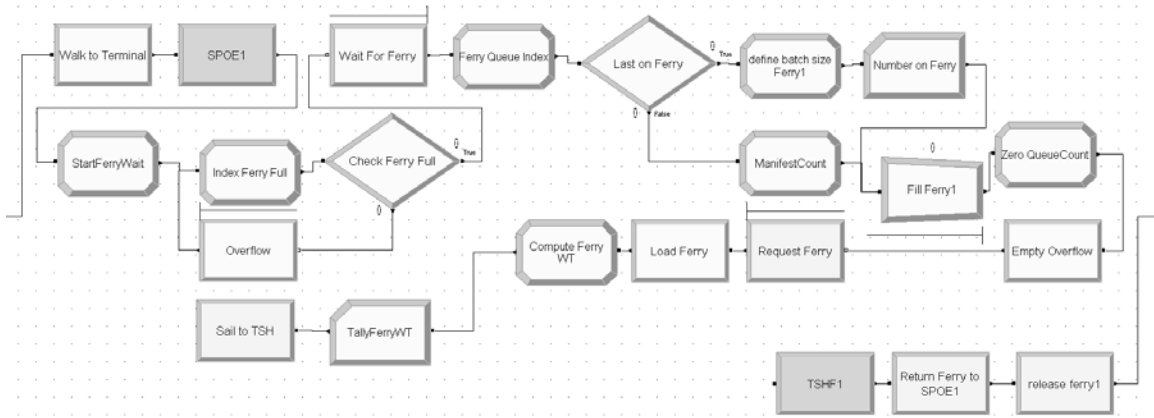 Walk to Terminal
SPOE1
Wait For Ferry
Ferry Queue Index
0
Last on Ferry
True
0
False
define batch size
Ferry1
Number on Ferry
StartFerryWait
Index Ferry Full
Check Ferry Full
0
True
0
ManifestCount
0
Fill Ferry1
Zero QueueCount
Overflow
Compute Ferry
WT
Load Ferry
Request Ferry
Empty Overflow
Sail to TSH
TallyFerryWT
TSHF1
Return Ferry to
SPOE1
release ferry1